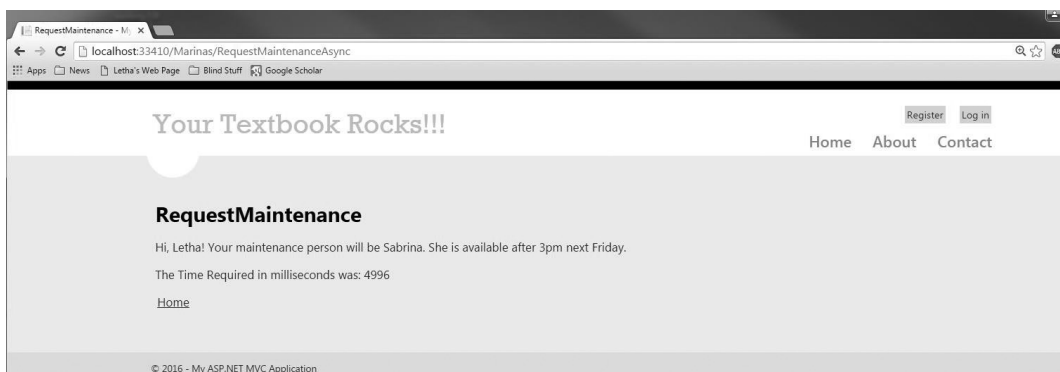 RequestMaintenance - M
localhost:33410/Marinas/RequestMaintenanceAsync
Apps News Letha's Web Page Blind Stuff Google Scholar
Your Textbook Rocks!!!
Register Log in
Home About Contact
RequestMaintenance
Hi, Letha! Your maintenance person will be Sabrina. She is available after 3pm next Friday.
The Time Required in milliseconds was: 4996
Home
© 2016 - My ASP.NET MVC Application